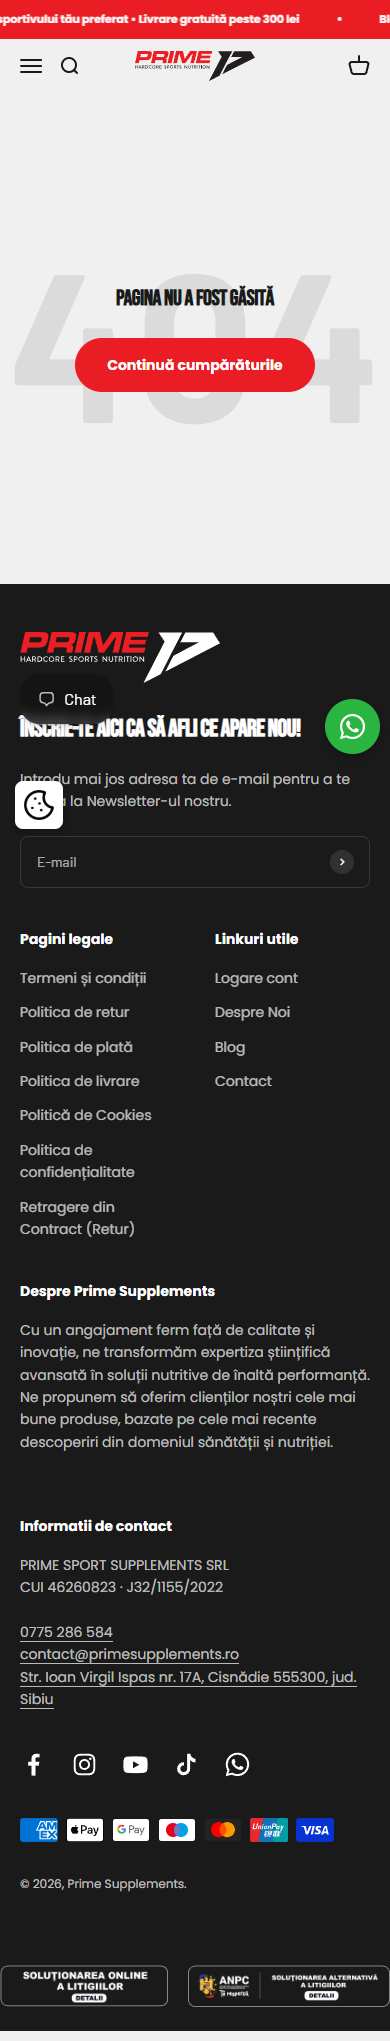 sportivului tău preferat • Livrare gratuită peste 300 lei •
PRIME
HARDCORE SPORTS NUTRITION
404
PAGINA NU A FOST GĂSITĂ
Continuă cumpărăturile
PRIME
HARDCORE SPORTS NUTRITION
Chat
ÎNSCRIE-TE AICI CA SĂ AFLI CE APARE NOU!
Introdu mai jos adresa ta de e-mail pentru a te
la Newsletter-ul nostru.
E-mail
Pagini legale
Termeni și condiții
Politica de retur
Politica de plată
Politica de livrare
Politică de Cookies
Politica de
confidențialitate
Retragere din
Contract (Retur)
Linkuri utile
Logare cont
Despre Noi
Blog
Contact
Despre Prime Supplements
Cu un angajament ferm față de calitate și
inovație, ne transformăm expertiza științifică
avansată în soluții nutritive de înaltă performanță.
Ne propunem să oferim clienților noștri cele mai
bune produse, bazate pe cele mai recente
descoperiri din domeniul sănătății și nutriției.
Informatii de contact
PRIME SPORT SUPPLEMENTS SRL
CUI 46260823 · J32/1155/2022
0775 286 584
contact@primesupplements.ro
Str. Ioan Virgil Ispas nr. 17A, Cisnădie 555300, jud.
Sibiu
AMEX Pay G Pay UnionPay VISA
© 2026, Prime Supplements.
SOLUȚIONAREA ONLINE
A LITIGIILOR
DETALII
ANPC
SOLUȚIONAREA ALTERNATIVĂ
A LITIGIILOR
DETALII